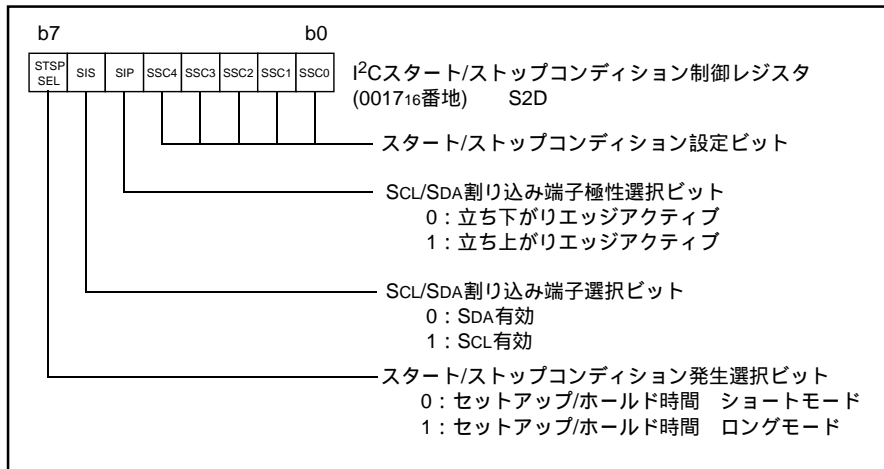 b7 b0
STSP SEL SIS SIP SSC4 SSC3 SSC2 SSC1 SSC0
I2Cスタート/ストップコンディション制御レジスタ
(001716番地) S2D
スタート/ストップコンディション設定ビット
SCL/SDA割り込み端子極性選択ビット
0：立ち下がりエッジアクティブ
1：立ち上がりエッジアクティブ
SCL/SDA割り込み端子選択ビット
0：SDA有効
1：SCL有効
スタート/ストップコンディション発生選択ビット
0：セットアップ/ホールド時間 ショートモード
1：セットアップ/ホールド時間 ロングモード